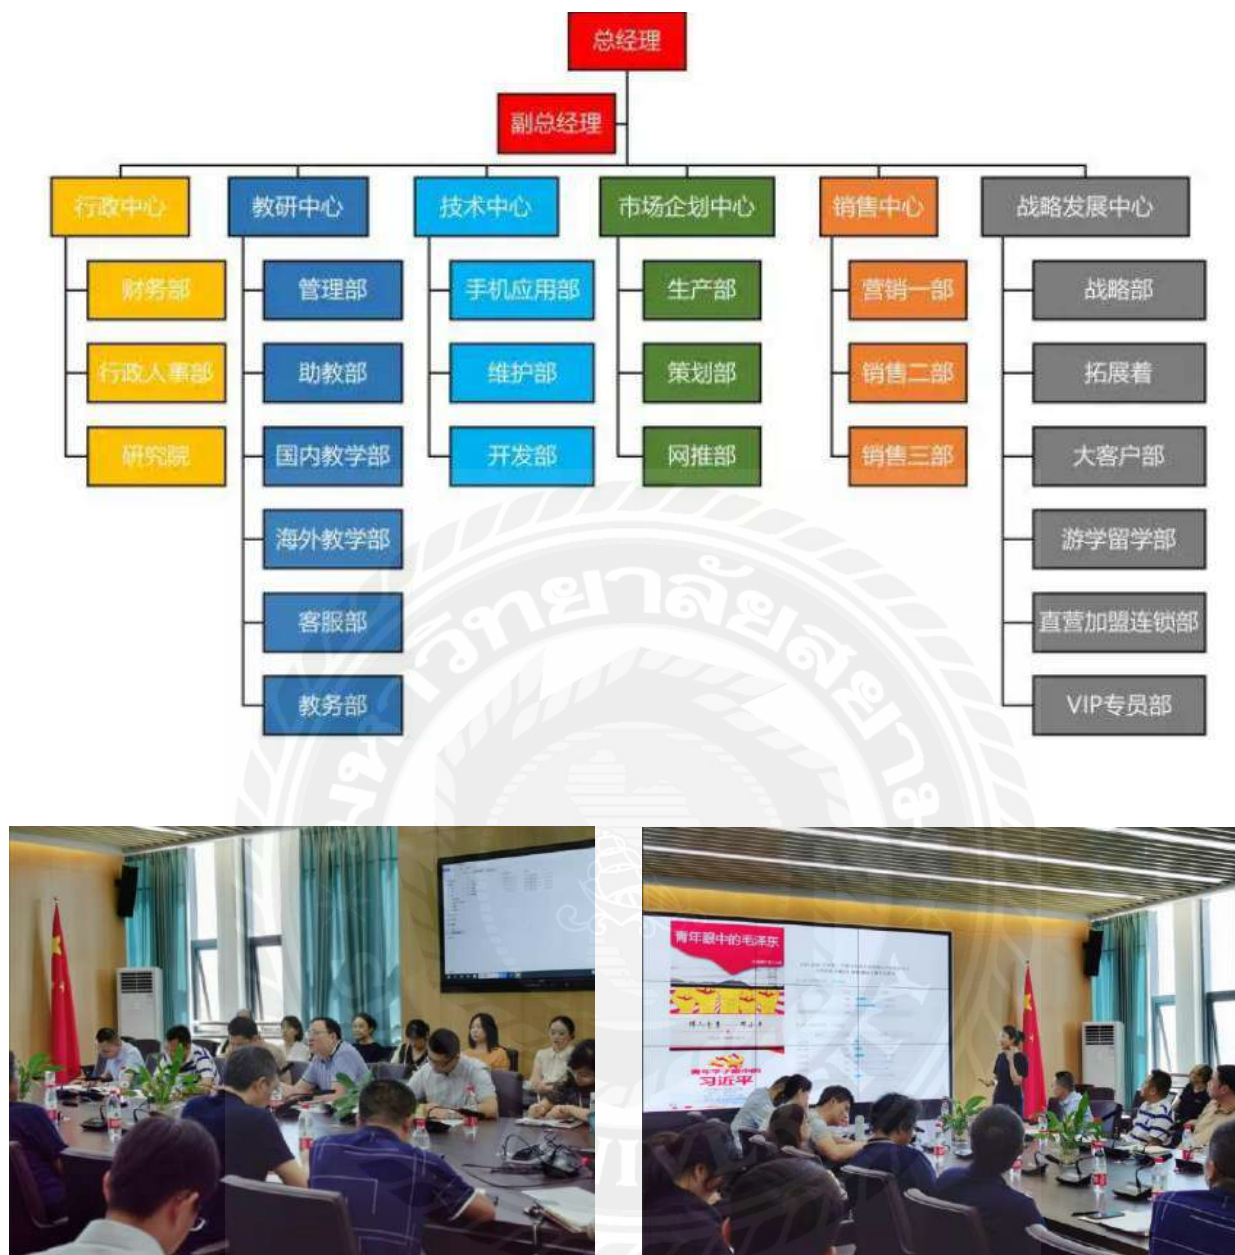 总经理
副总经理
行政中心
教研中心
技术中心
市场企划中心
销售中心
战略发展中心
财务部
管理部
手机应用部
生产部
营销一部
战略部
行政人事部
助教部
维护部
策划部
销售二部
拓展着
研究院
国内教学部
开发部
网推部
销售三部
大客户部
海外教学部
游学留学部
客服部
直营加盟连锁部
教务部
VIP专员部
青年眼中的毛泽东
青年学子眼中的
习近平